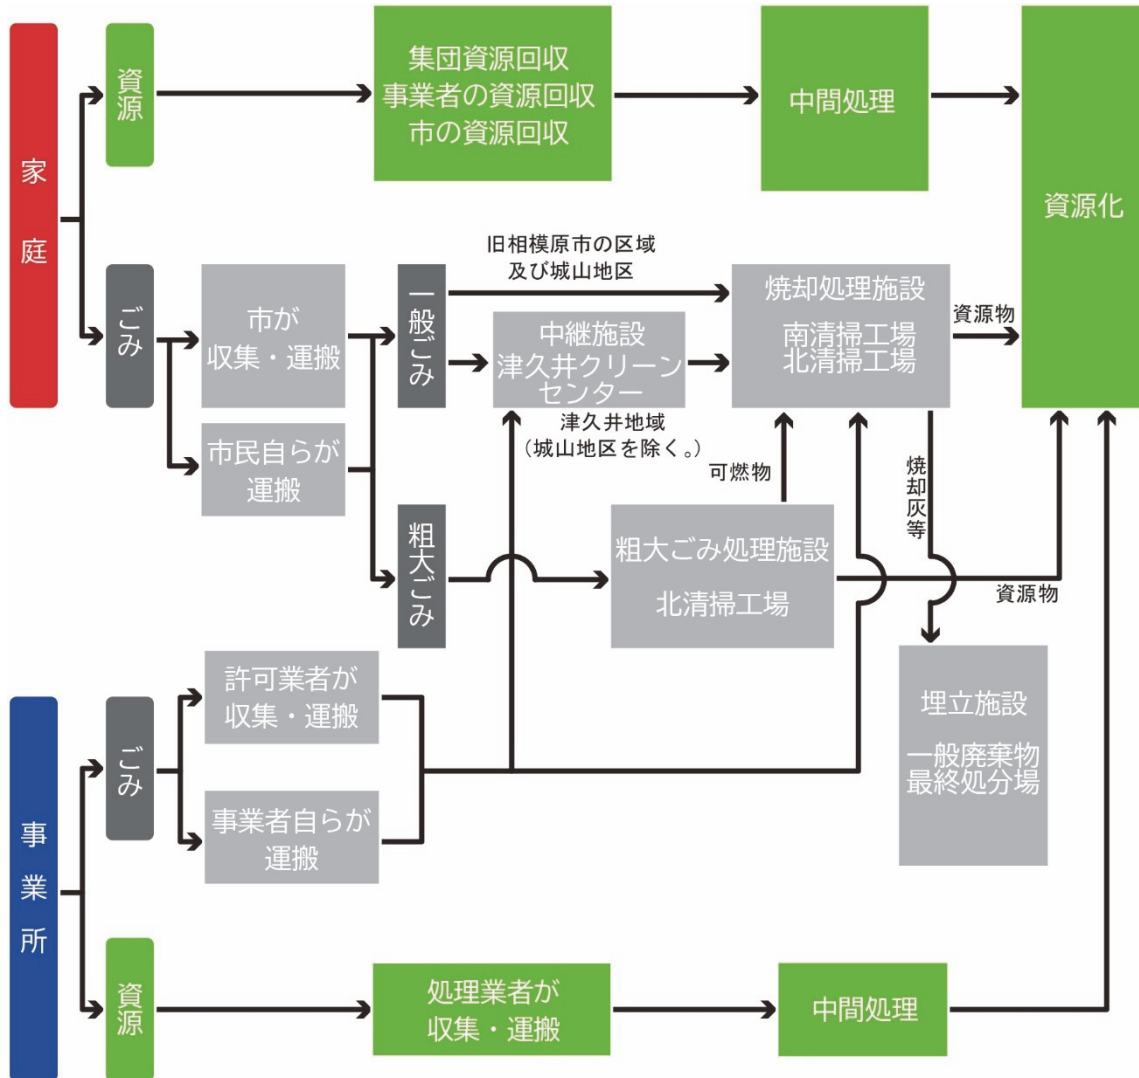 家庭
資源
集団資源回収
事業者の資源回収
市の資源回収
中間処理
資源化
ごみ
市が
収集・運搬
市民自らが
運搬
一般ごみ
旧相模原市の区域
及び城山地区
中継施設
津久井クリーン
センター
津久井地域
（城山地区を除く。）
焼却処理施設
南清掃工場
北清掃工場
資源物
可燃物
焼却灰等
粗大ごみ
粗大ごみ処理施設
北清掃工場
資源物
埋立施設
一般廃棄物
最終処分場
事業所
ごみ
許可業者が
収集・運搬
事業者自らが
運搬
資源
処理業者が
収集・運搬
中間処理